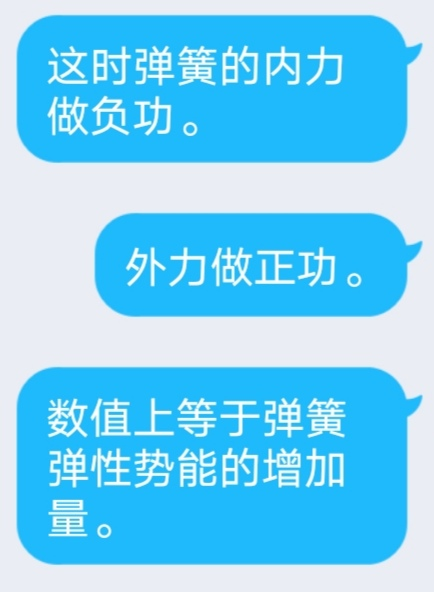 这时弹簧的内力
做负功。
外力做正功。
数值上等于弹簧
弹性势能的增加
量。